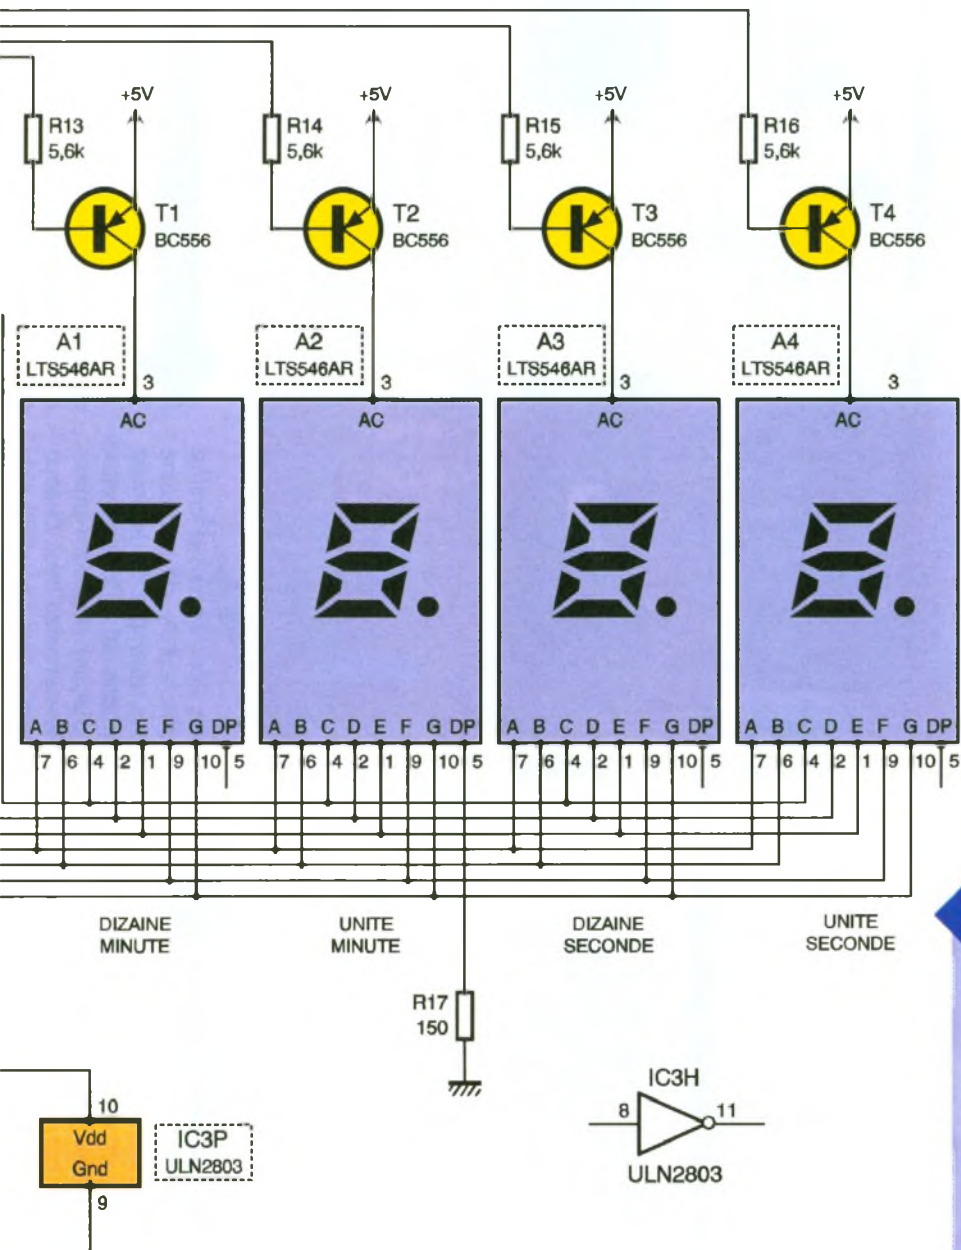 +5V +5V +5V +5V
R13 R14 R15 R16
5,6k 5,6k 5,6k 5,6k
T1 T2 T3 T4
BC556 BC556 BC556 BC556
A1 A2 A3 A4
LTS546AR LTS546AR LTS546AR LTS546AR
3 3 3 3
AC AC AC AC
A B C D E F G DP A B C D E F G DP A B C D E F G DP A B C D E F G DP
7 6 4 2 1 9 10 5 7 6 4 2 1 9 10 5 7 6 4 2 1 9 10 5 7 6 4 2 1 9 10 5
DIZAINE UNITE DIZAINE UNITE
MINUTE MINUTE SECONDE SECONDE
R17
150
IC3H
10 8 11
Vdd IC3P
Gnd ULN2803 ULN2803
9